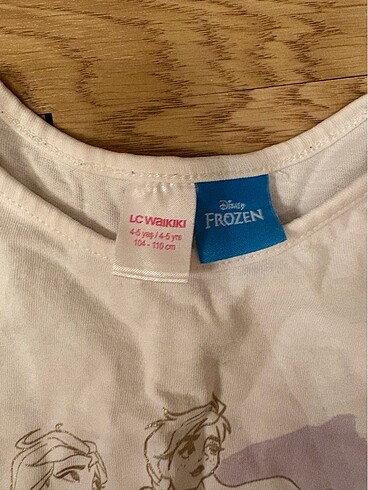 LC WAIKIKI
4-5 yaş / 4-5 yrs
104 - 110 cm
Disney
FROZEN